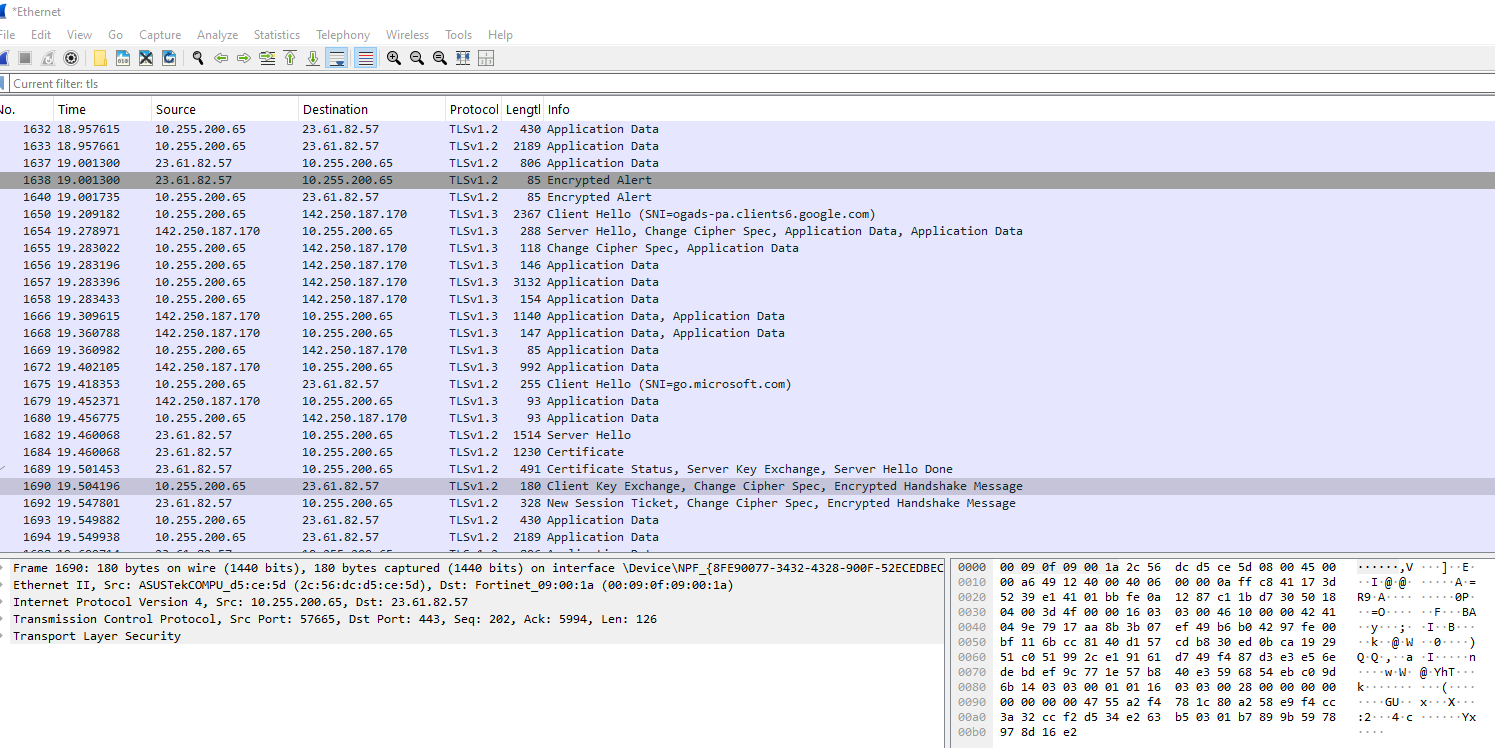 *Ethernet
File Edit View Go Capture Analyze Statistics Telephony Wireless Tools Help
Current filter: tls
No. Time Source Destination Protocol Lengtl Info
1632 18.957615 10.255.200.65 23.61.82.57 TLSv1.2 430 Application Data
1633 18.957661 10.255.200.65 23.61.82.57 TLSv1.2 2189 Application Data
1637 19.001300 23.61.82.57 10.255.200.65 TLSv1.2 806 Application Data
1638 19.001300 23.61.82.57 10.255.200.65 TLSv1.2 85 Encrypted Alert
1640 19.001735 10.255.200.65 23.61.82.57 TLSv1.2 85 Encrypted Alert
1650 19.209182 10.255.200.65 142.250.187.170 TLSv1.3 2367 Client Hello (SNI=ogads-pa.clients6.google.com)
1654 19.278971 142.250.187.170 10.255.200.65 TLSv1.3 288 Server Hello, Change Cipher Spec, Application Data, Application Data
1655 19.283022 10.255.200.65 142.250.187.170 TLSv1.3 118 Change Cipher Spec, Application Data
1656 19.283196 10.255.200.65 142.250.187.170 TLSv1.3 146 Application Data
1657 19.283396 10.255.200.65 142.250.187.170 TLSv1.3 3132 Application Data
1658 19.283433 10.255.200.65 142.250.187.170 TLSv1.3 154 Application Data
1666 19.309615 142.250.187.170 10.255.200.65 TLSv1.3 1140 Application Data, Application Data
1668 19.360788 142.250.187.170 10.255.200.65 TLSv1.3 147 Application Data, Application Data
1669 19.360982 10.255.200.65 142.250.187.170 TLSv1.3 85 Application Data
1672 19.402105 142.250.187.170 10.255.200.65 TLSv1.3 992 Application Data
1675 19.418353 10.255.200.65 23.61.82.57 TLSv1.2 255 Client Hello (SNI=go.microsoft.com)
1679 19.452371 142.250.187.170 10.255.200.65 TLSv1.3 93 Application Data
1680 19.456775 10.255.200.65 142.250.187.170 TLSv1.3 93 Application Data
1682 19.460068 23.61.82.57 10.255.200.65 TLSv1.2 1514 Server Hello
1684 19.460068 23.61.82.57 10.255.200.65 TLSv1.2 1230 Certificate
1689 19.501453 23.61.82.57 10.255.200.65 TLSv1.2 491 Certificate Status, Server Key Exchange, Server Hello Done
1690 19.504196 10.255.200.65 23.61.82.57 TLSv1.2 180 Client Key Exchange, Change Cipher Spec, Encrypted Handshake Message
1692 19.547801 23.61.82.57 10.255.200.65 TLSv1.2 328 New Session Ticket, Change Cipher Spec, Encrypted Handshake Message
1693 19.549882 10.255.200.65 23.61.82.57 TLSv1.2 430 Application Data
1694 19.549938 10.255.200.65 23.61.82.57 TLSv1.2 2189 Application Data
Frame 1690: 180 bytes on wire (1440 bits), 180 bytes captured (1440 bits) on interface \Device\NPF_{8FE90077-3432-4328-900F-52ECEDBEC
Ethernet II, Src: ASUSTekCOMPU_d5:ce:5d (2c:56:dc:d5:ce:5d), Dst: Fortinet_09:00:1a (00:09:0f:09:00:1a)
Internet Protocol Version 4, Src: 10.255.200.65, Dst: 23.61.82.57
Transmission Control Protocol, Src Port: 57665, Dst Port: 443, Seq: 202, Ack: 5994, Len: 126
Transport Layer Security
0000 00 09 0f 09 00 1a 2c 56 dc d5 ce 5d 08 00 45 00 ······,V ···]··E·
0010 00 a6 49 12 40 00 40 06 00 00 0a ff c8 41 17 3d ··I·@·@· ·····A·=
0020 52 39 e1 41 01 bb fe 0a 12 87 c1 1b d7 30 50 18 R9·A···· ·····0P·
0030 04 00 3d 4f 00 00 16 03 03 00 46 10 00 00 42 41 ··=O···· ··F···BA
0040 04 9e 79 17 aa 8b 3b 07 ef 49 b6 b0 42 97 fe 00 ··y···;· ·I··B···
0050 bf 11 6b cc 81 40 d1 57 cd b8 30 ed 0b ca 19 29 ··k··@·W ··0····)
0060 51 c0 51 99 2c e1 91 61 d7 49 f4 87 d3 e3 e5 6e Q·Q·,··a ·I·····n
0070 de bd ef 9c 77 1e 57 b8 40 e3 59 68 54 eb c0 9d ····w·W· @·YhT···
0080 6b 14 03 03 00 01 01 16 03 03 00 28 00 00 00 00 k······· ···(····
0090 00 00 00 00 47 55 a2 f4 78 1c 80 a2 58 e9 f4 cc ····GU·· x···X···
00a0 3a 32 cc f2 d5 34 e2 63 b5 03 01 b7 89 9b 59 78 :2···4·c ······Yx
00b0 97 8d 16 e2 ····